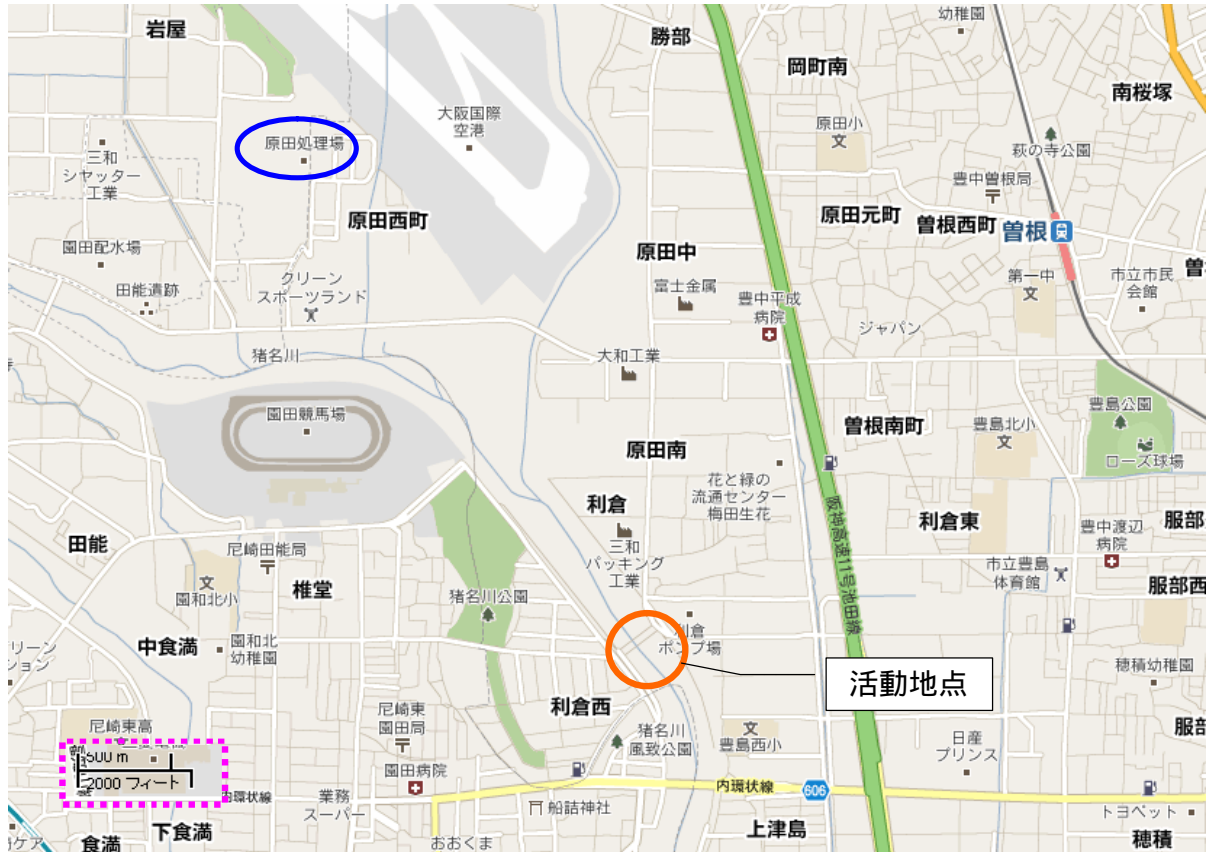 岩屋
勝部
幼稚園
岡町南
南桜塚
大阪国際
空港
原田小
文
原田処理場
三和
シャッター
工業
萩の寺公園
豊中曽根局
原田西町
原田元町
曽根西町
曽根
園田配水場
原田中
第一中
文
市立市民
会館
クリーン
スポーツランド
田能遺跡
富士金属
豊中平成
病院
ジャパン
猪名川
大和工業
園田競馬場
豊島公園
曽根南町
豊島北小
文
原田南
ローズ球場
花と緑の
流通センター
梅田生花
利倉
阪神高速11号池田線
利倉東
豊中渡辺
病院
服部
田能
尼崎田能局
三和
パッキング
工業
市立豊島
体育館
文
園和北小
椎堂
猪名川公園
服部西
中食満
園和北
幼稚園
利倉
ポンプ場
活動地点
穂積幼稚園
利倉西
尼崎東高
尼崎東
園田局
猪名川
風致公園
文
豊島西小
日産
プリンス
服部
500 m
2000 フィート
園田病院
内環状線
業務
スーパー
内環状線
606
船詰神社
トヨペット
下食満
食満
おおくま
上津島
穂積